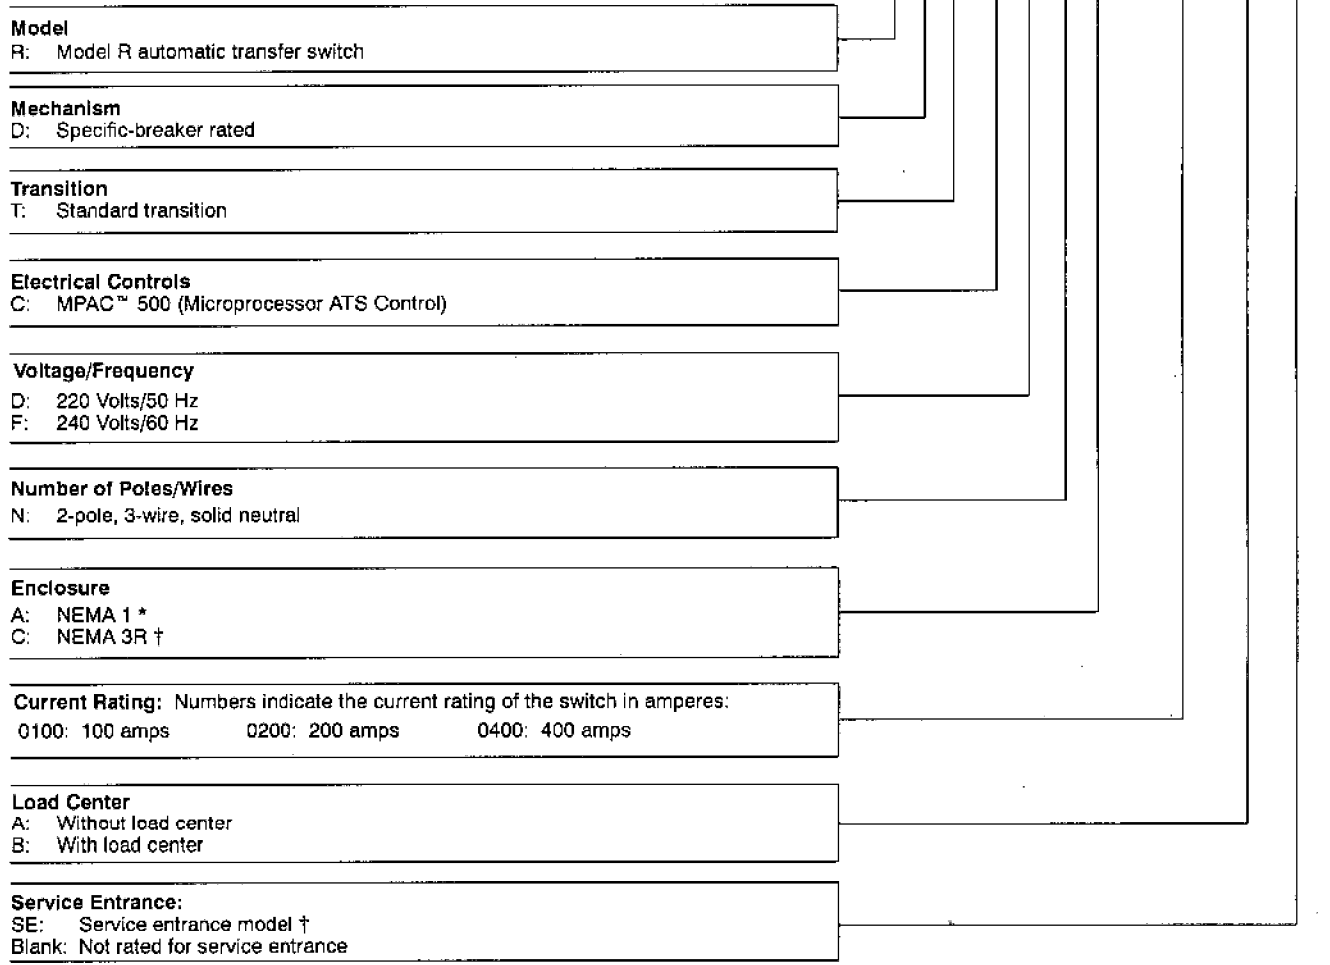 Model
R: Model R automatic transfer switch
Mechanism
D: Specific-breaker rated
Transition
T: Standard transition
Electrical Controls
C: MPAC™ 500 (Microprocessor ATS Control)
Voltage/Frequency
D: 220 Volts/50 Hz
F: 240 Volts/60 Hz
Number of Poles/Wires
N: 2-pole, 3-wire, solid neutral
Enclosure
A: NEMA 1 *
C: NEMA 3R †
Current Rating: Numbers indicate the current rating of the switch in amperes:
0100: 100 amps 0200: 200 amps 0400: 400 amps
Load Center
A: Without load center
B: With load center
Service Entrance:
SE: Service entrance model †
Blank: Not rated for service entrance